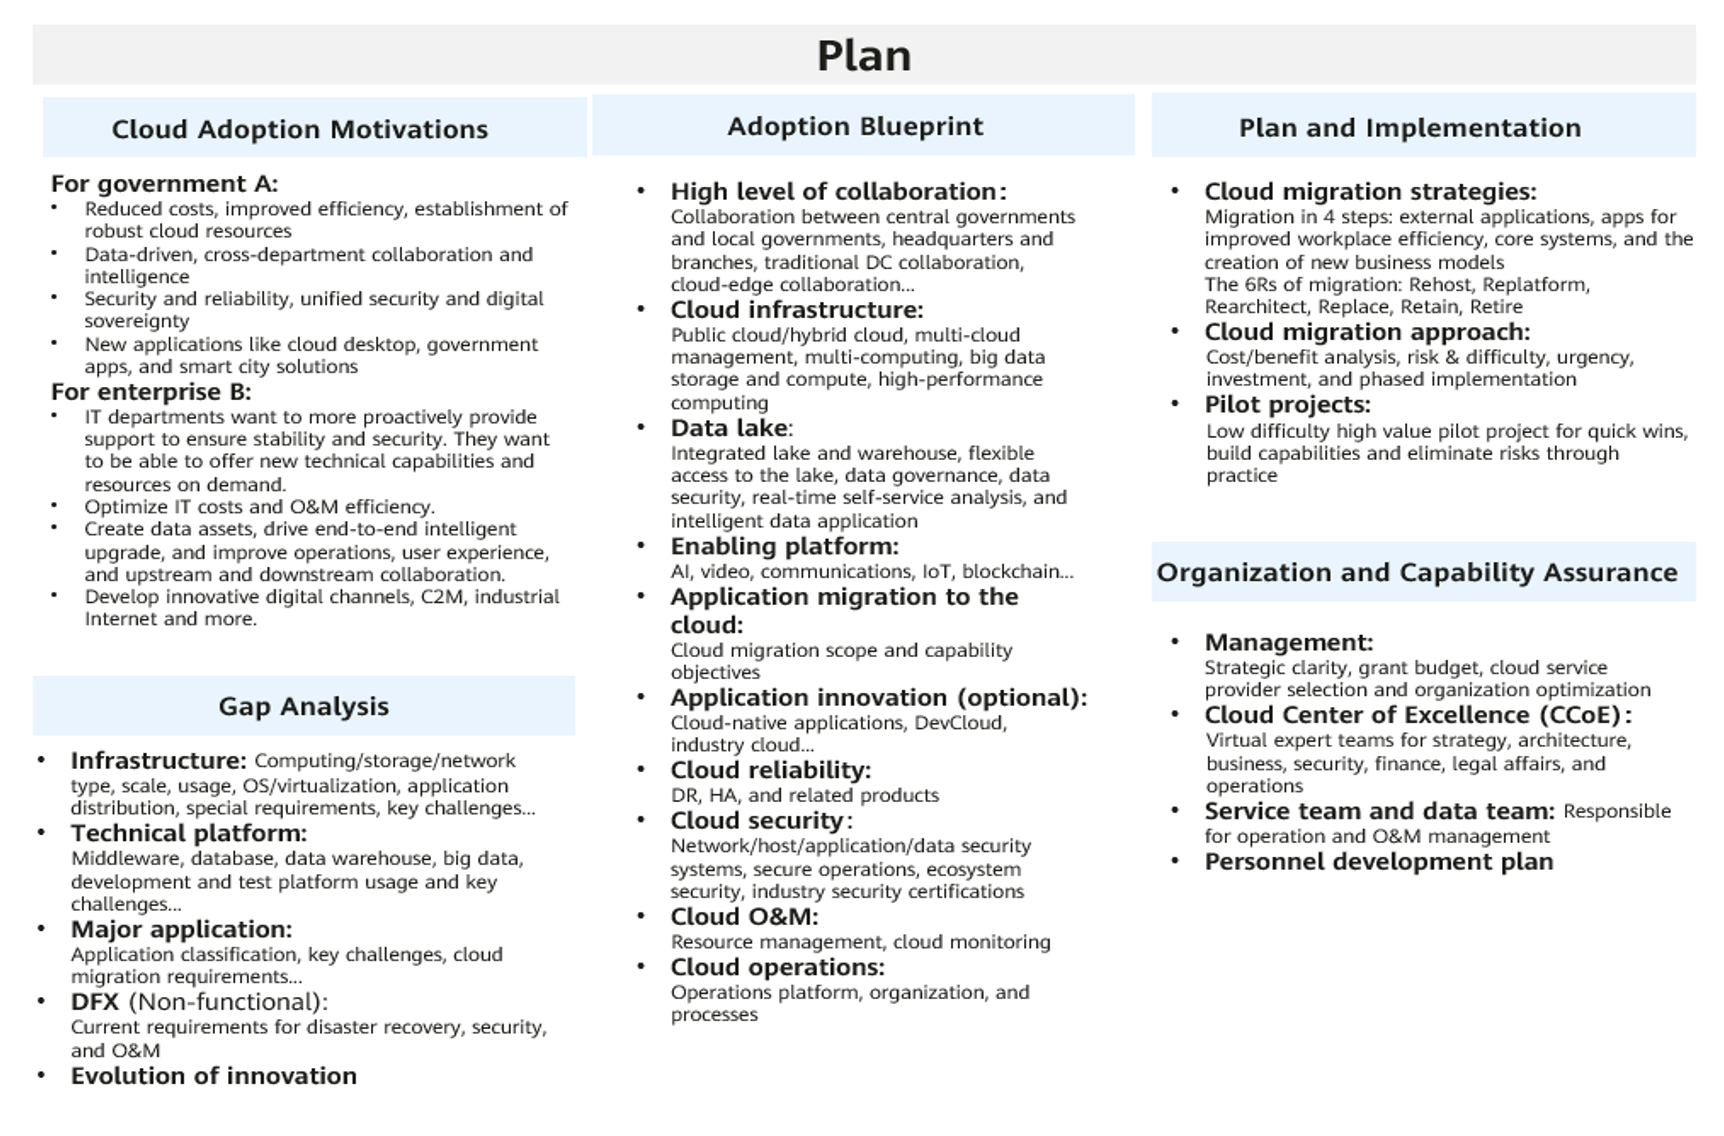 Plan
Cloud Adoption Motivations
For government A:
• Reduced costs, improved efficiency, establishment of
robust cloud resources
• Data-driven, cross-department collaboration and
intelligence
• Security and reliability, unified security and digital
sovereignty
• New applications like cloud desktop, government
apps, and smart city solutions
For enterprise B:
• IT departments want to more proactively provide
support to ensure stability and security. They want
to be able to offer new technical capabilities and
resources on demand.
• Optimize IT costs and O&M efficiency.
• Create data assets, drive end-to-end intelligent
upgrade, and improve operations, user experience,
and upstream and downstream collaboration.
• Develop innovative digital channels, C2M, industrial
Internet and more.
Gap Analysis
• Infrastructure: Computing/storage/network
type, scale, usage, OS/virtualization, application
distribution, special requirements, key challenges...
• Technical platform:
Middleware, database, data warehouse, big data,
development and test platform usage and key
challenges...
• Major application:
Application classification, key challenges, cloud
migration requirements...
• DFX (Non-functional):
Current requirements for disaster recovery, security,
and O&M
• Evolution of innovation
Adoption Blueprint
• High level of collaboration:
Collaboration between central governments
and local governments, headquarters and
branches, traditional DC collaboration,
cloud-edge collaboration...
• Cloud infrastructure:
Public cloud/hybrid cloud, multi-cloud
management, multi-computing, big data
storage and compute, high-performance
computing
• Data lake:
Integrated lake and warehouse, flexible
access to the lake, data governance, data
security, real-time self-service analysis, and
intelligent data application
• Enabling platform:
AI, video, communications, IoT, blockchain...
• Application migration to the
cloud:
Cloud migration scope and capability
objectives
• Application innovation (optional):
Cloud-native applications, DevCloud,
industry cloud...
• Cloud reliability:
DR, HA, and related products
• Cloud security:
Network/host/application/data security
systems, secure operations, ecosystem
security, industry security certifications
• Cloud O&M:
Resource management, cloud monitoring
• Cloud operations:
Operations platform, organization, and
processes
Plan and Implementation
• Cloud migration strategies:
Migration in 4 steps: external applications, apps for
improved workplace efficiency, core systems, and the
creation of new business models
The 6Rs of migration: Rehost, Replatform,
Rearchitect, Replace, Retain, Retire
• Cloud migration approach:
Cost/benefit analysis, risk & difficulty, urgency,
investment, and phased implementation
• Pilot projects:
Low difficulty high value pilot project for quick wins,
build capabilities and eliminate risks through
practice
Organization and Capability Assurance
• Management:
Strategic clarity, grant budget, cloud service
provider selection and organization optimization
• Cloud Center of Excellence (CCoE):
Virtual expert teams for strategy, architecture,
business, security, finance, legal affairs, and
operations
• Service team and data team: Responsible
for operation and O&M management
• Personnel development plan